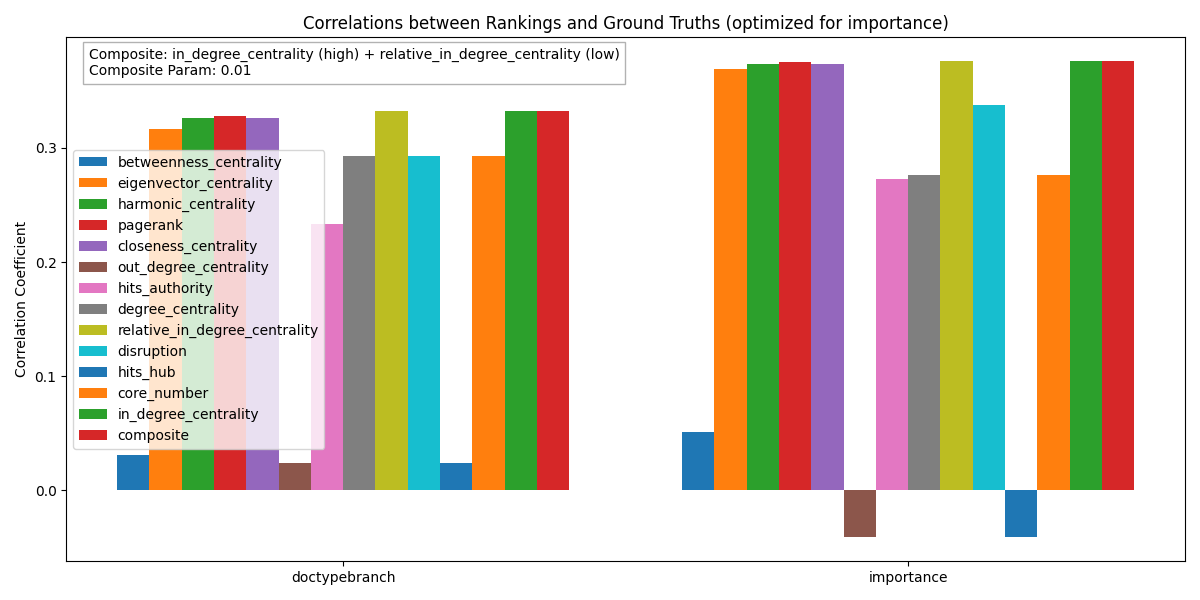 Correlations between Rankings and Ground Truths (optimized for importance)
Composite: in_degree_centrality (high) + relative_in_degree_centrality (low)
Composite Param: 0.01
Correlation Coefficient
0.3
0.2
0.1
0.0
betweenness_centrality
eigenvector_centrality
harmonic_centrality
pagerank
closeness_centrality
out_degree_centrality
hits_authority
degree_centrality
relative_in_degree_centrality
disruption
hits_hub
core_number
in_degree_centrality
composite
doctypebranch
importance